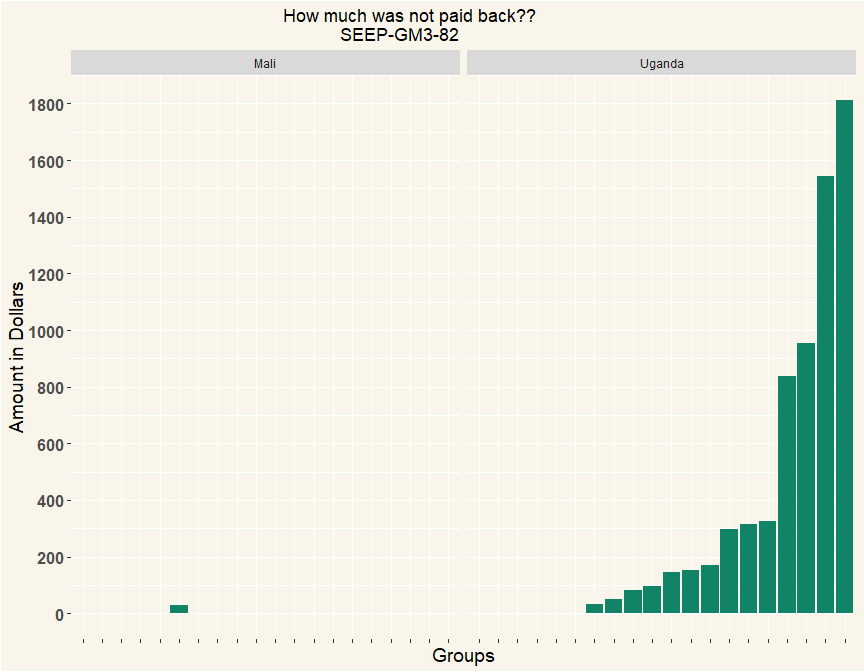 How much was not paid back??
SEEP-GM3-82
Mali
Uganda
1800
1600
1400
1200
1000
800
600
400
200
0
Amount in Dollars
Groups